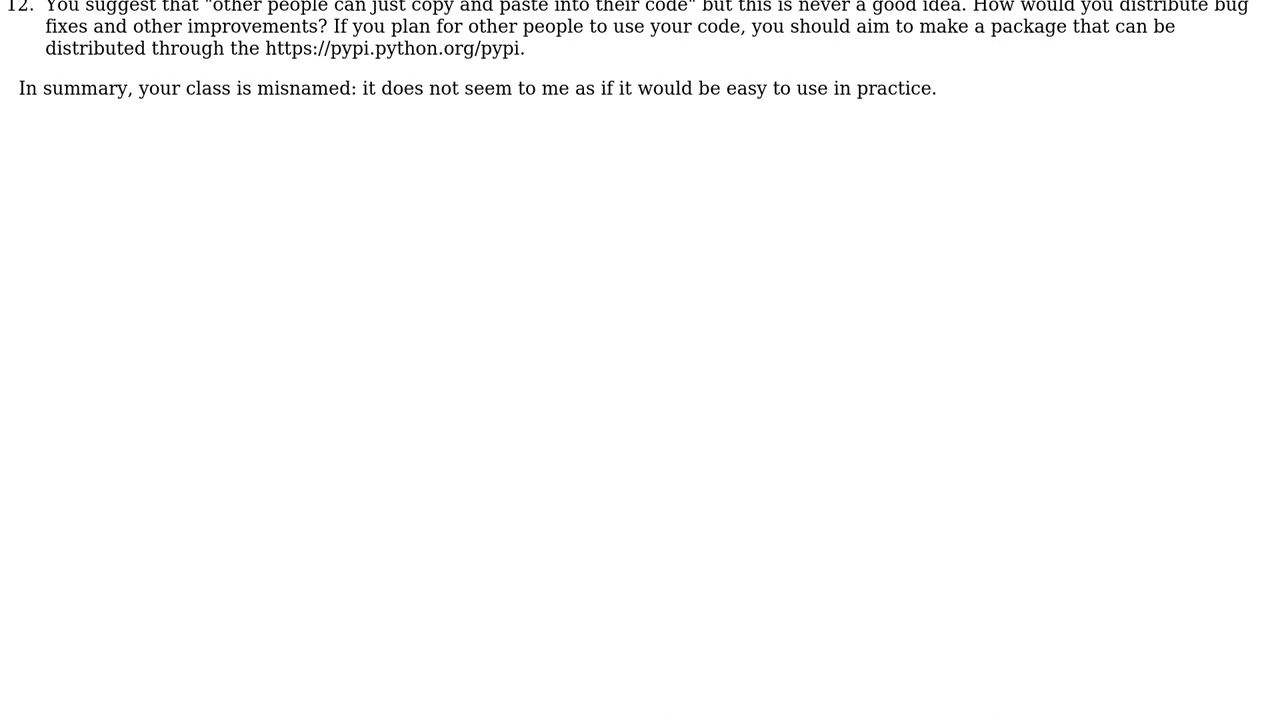 12. You suggest that "other people can just copy and paste into their code" but this is never a good idea. How would you distribute bug
fixes and other improvements? If you plan for other people to use your code, you should aim to make a package that can be
distributed through the https://pypi.python.org/pypi.
In summary, your class is misnamed: it does not seem to me as if it would be easy to use in practice.